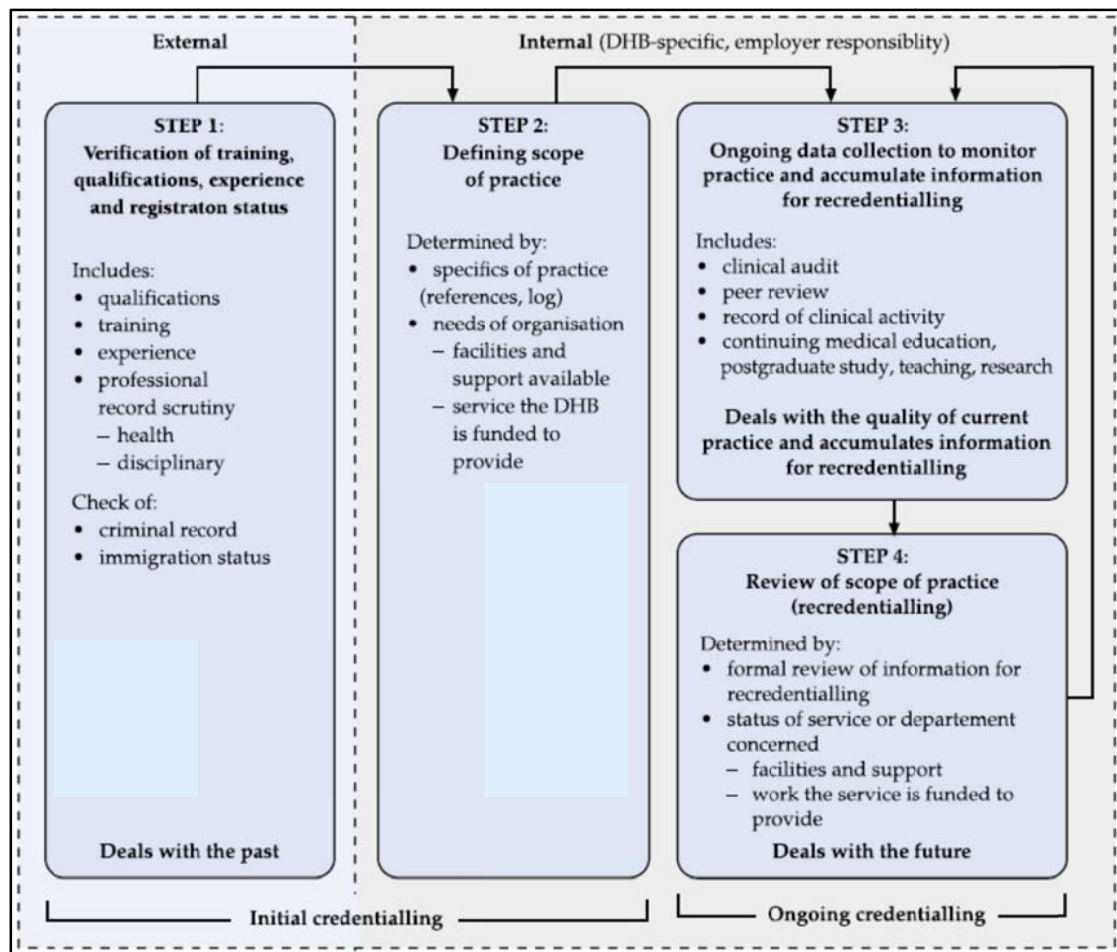 External
Internal (DHB-specific, employer responsiblity)
STEP 1:
Verification of training,
qualifications, experience
and registraton status
Includes:
• qualifications
• training
• experience
• professional
record scrutiny
– health
– disciplinary
Check of:
• criminal record
• immigration status
Deals with the past
STEP 2:
Defining scope
of practice
Determined by:
• specifics of practice
(references, log)
• needs of organisation
– facilities and
support available
– service the DHB
is funded to
provide
STEP 3:
Ongoing data collection to monitor
practice and accumulate information
for recredentialling
Includes:
• clinical audit
• peer review
• record of clinical activity
• continuing medical education,
postgraduate study, teaching, research
Deals with the quality of current
practice and accumulates information
for recredentialling
STEP 4:
Review of scope of practice
(recredentialling)
Determined by:
• formal review of information for
recredentialling
• status of service or departement
concerned
– facilities and support
– work the service is funded to
provide
Deals with the future
Initial credentialling
Ongoing credentialling